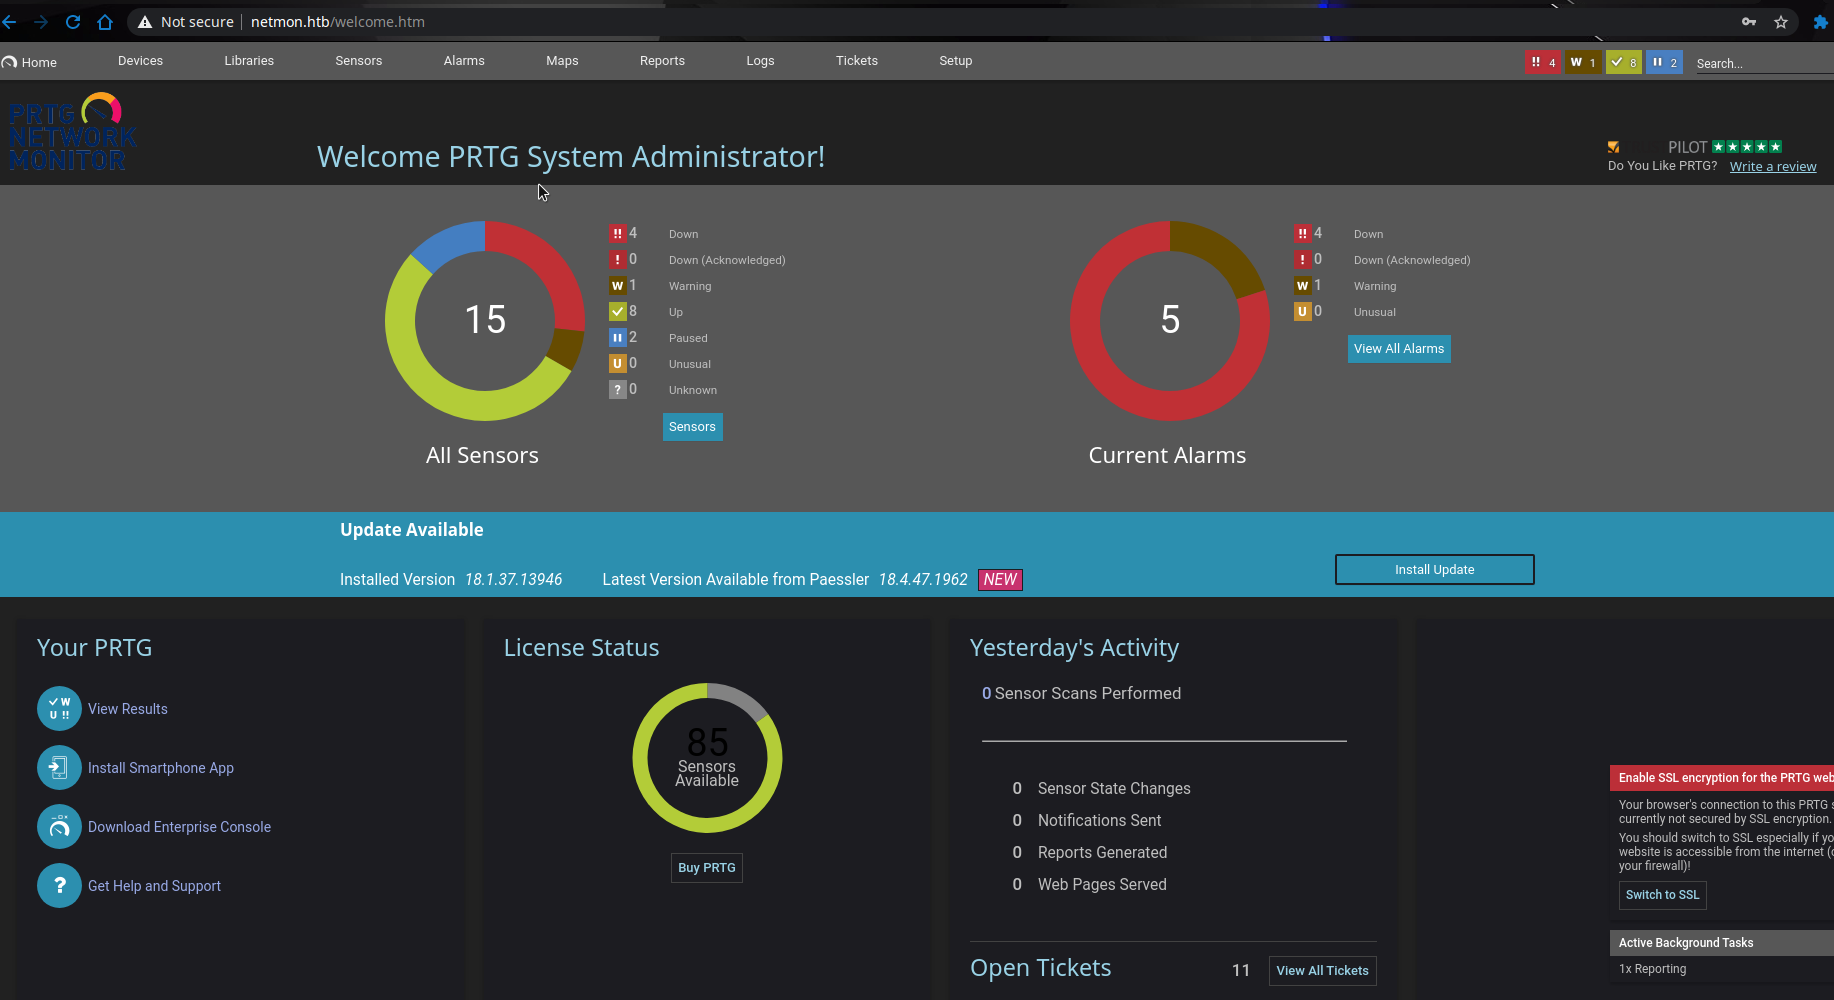 Not secure netmon.htb/welcome.htm
Home Devices Libraries Sensors Alarms Maps Reports Logs Tickets Setup !! 4 W 1 8 2 Search...
PRTG
NETWORK
MONITOR
Welcome PRTG System Administrator!
PILOT
Do You Like PRTG? Write a review
15
All Sensors
!! 4 Down
! 0 Down (Acknowledged)
W 1 Warning
8 Up
2 Paused
U 0 Unusual
? 0 Unknown
Sensors
5
Current Alarms
!! 4 Down
! 0 Down (Acknowledged)
W 1 Warning
U 0 Unusual
View All Alarms
Update Available
Installed Version 18.1.37.13946 Latest Version Available from Paessler 18.4.47.1962 NEW
Install Update
Your PRTG
W
U !!
View Results
Install Smartphone App
Download Enterprise Console
? Get Help and Support
License Status
85
Sensors
Available
Buy PRTG
Yesterday's Activity
0 Sensor Scans Performed
0 Sensor State Changes
0 Notifications Sent
0 Reports Generated
0 Web Pages Served
Open Tickets 11 View All Tickets
Enable SSL encryption for the PRTG web
Your browser's connection to this PRTG s
currently not secured by SSL encryption.
You should switch to SSL especially if yo
website is accessible from the internet (o
your firewall)!
Switch to SSL
Active Background Tasks
1x Reporting